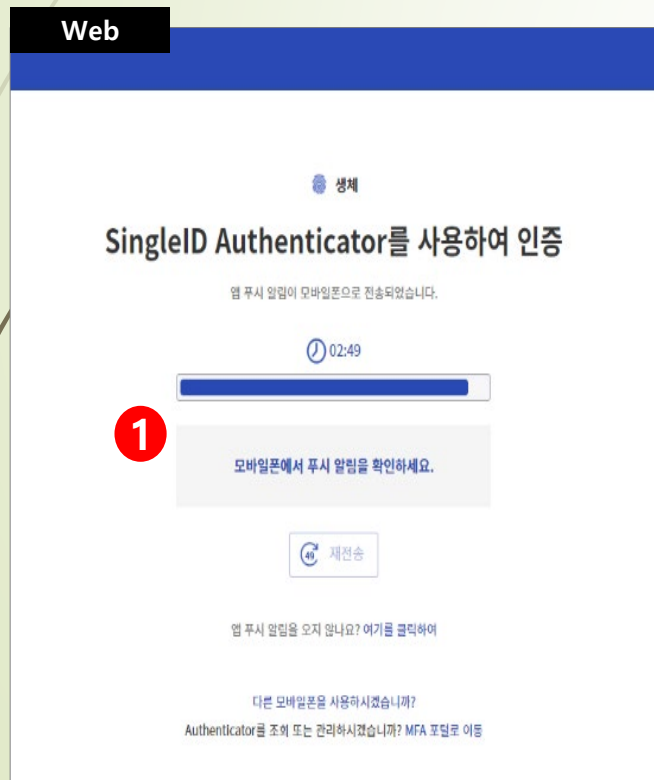 Web
생체
SingleID Authenticator를 사용하여 인증
앱 푸시 알림이 모바일폰으로 전송되었습니다.
02:49
1
모바일폰에서 푸시 알림을 확인하세요.
49 재전송
앱 푸시 알림을 오지 않나요? 여기를 클릭하여
다른 모바일폰을 사용하시겠습니까?
Authenticator를 조회 또는 관리하시겠습니까? MFA 포털로 이동